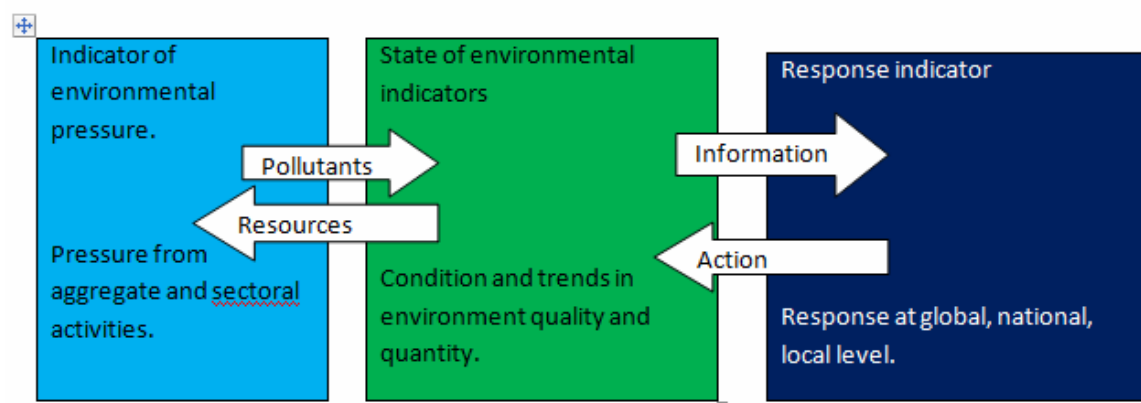 Indicator of
environmental
pressure.
Pressure from
aggregate and sectoral
activities.
Pollutants
Resources
State of environmental
indicators
Condition and trends in
environment quality and
quantity.
Information
Action
Response indicator
Response at global, national,
local level.